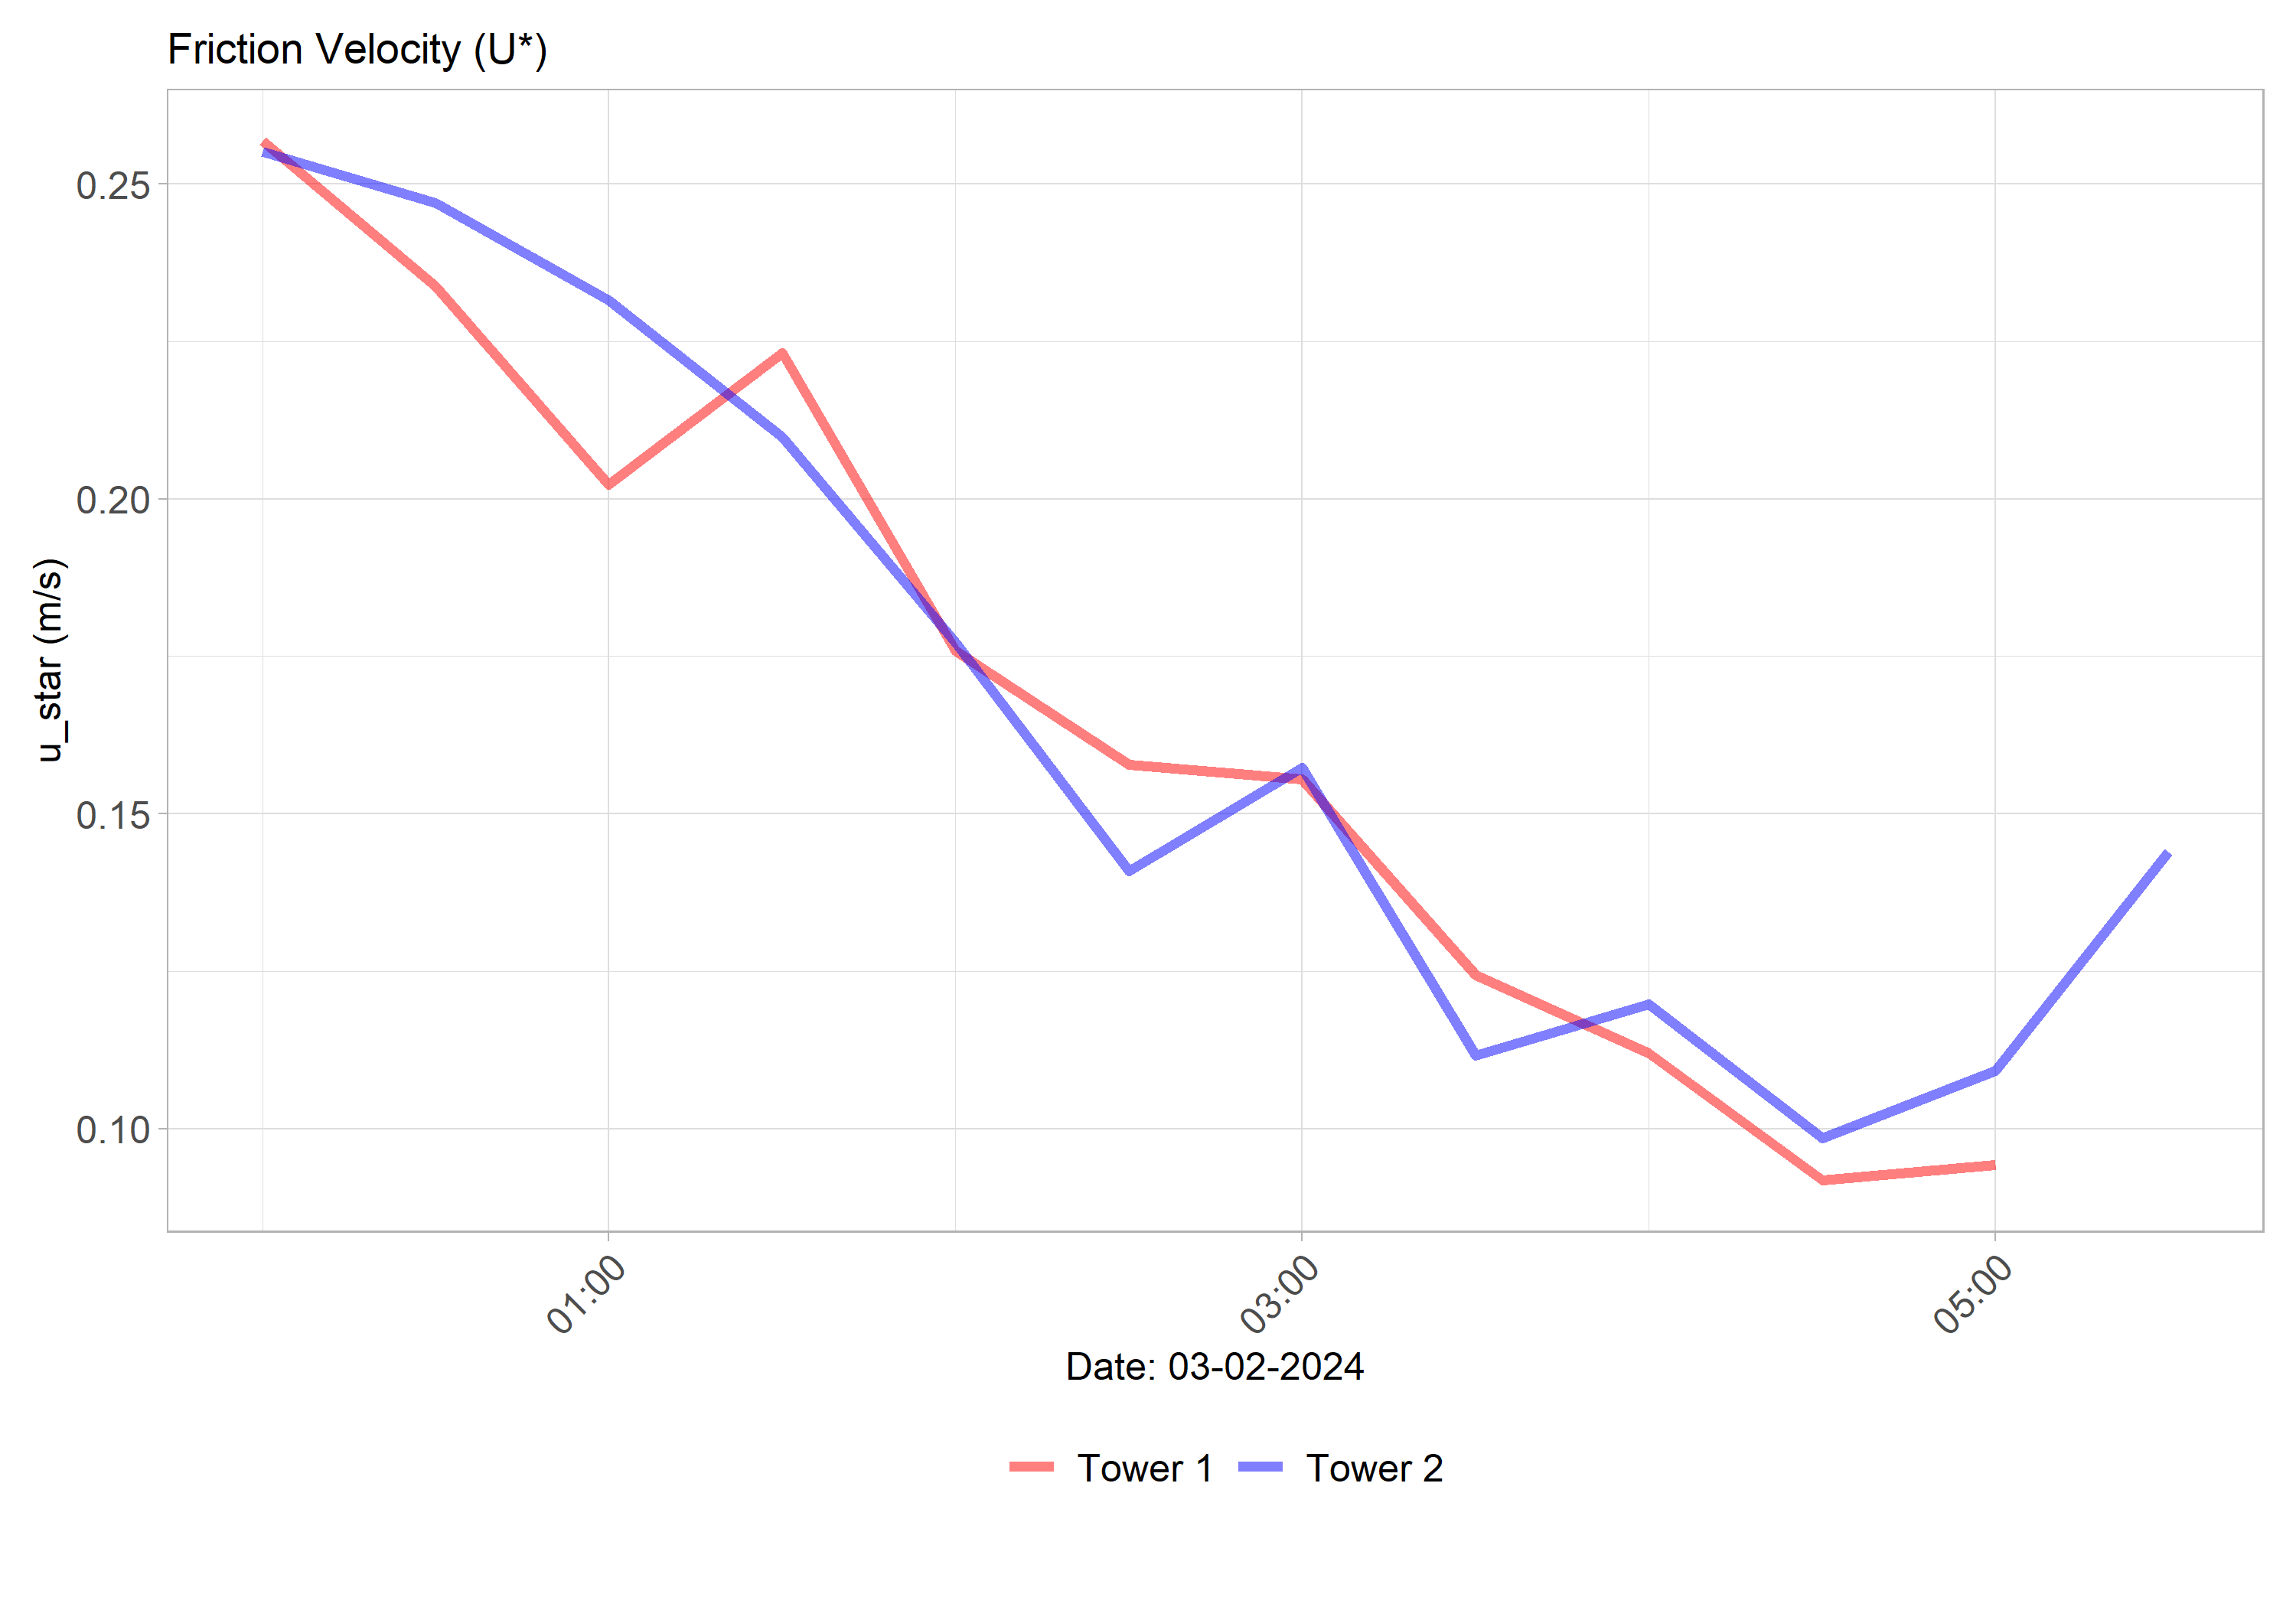 Friction Velocity (U*)
u_star (m/s)
0.25
0.20
0.15
0.10
01:00
03:00
05:00
Date: 03-02-2024
Tower 1
Tower 2